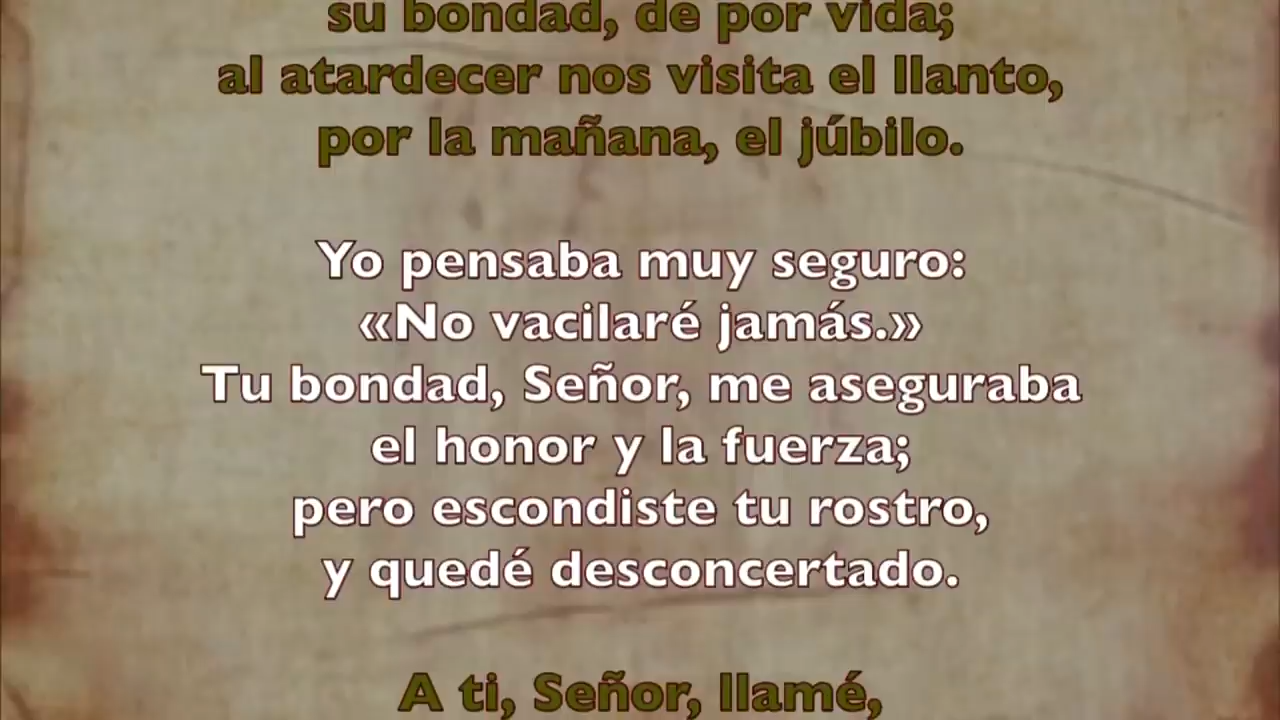 su bondad, de por vida;
al atardecer nos visita el llanto,
por la mañana, el júbilo.
Yo pensaba muy seguro:
«No vacilaré jamás.»
Tu bondad, Señor, me aseguraba
el honor y la fuerza;
pero escondiste tu rostro,
y quedé desconcertado.
A ti, Señor, llamé,